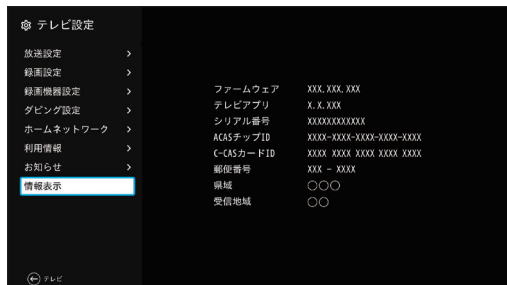 テレビ設定
放送設定 >
録画設定 >
録画機器設定 >
ダビング設定 >
ホームネットワーク >
利用情報 >
お知らせ >
情報表示
ファームウェア XXX.XXX.XXX
テレビアプリ X.X.XXX
シリアル番号 XXXXXXXXXXXX
ACASチップID XXXX-XXXX-XXXX-XXXX-XXXX
C-CASカードID XXXX XXXX XXXX XXXX XXXX
郵便番号 XXX - XXXX
県域 ○○○
受信地域 ○○
テレビ